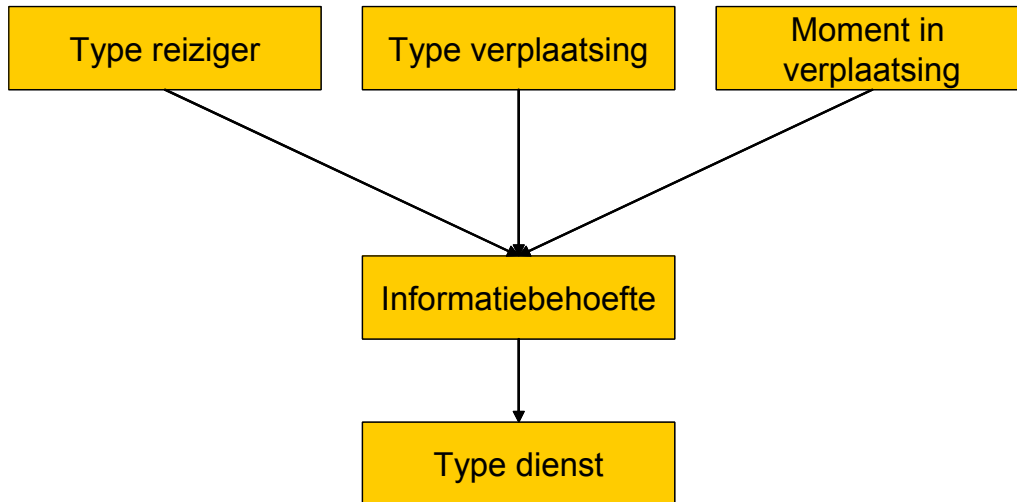 Type reiziger
Type verplaatsing
Moment in
verplaatsing
Informatiebehoefte
Type dienst